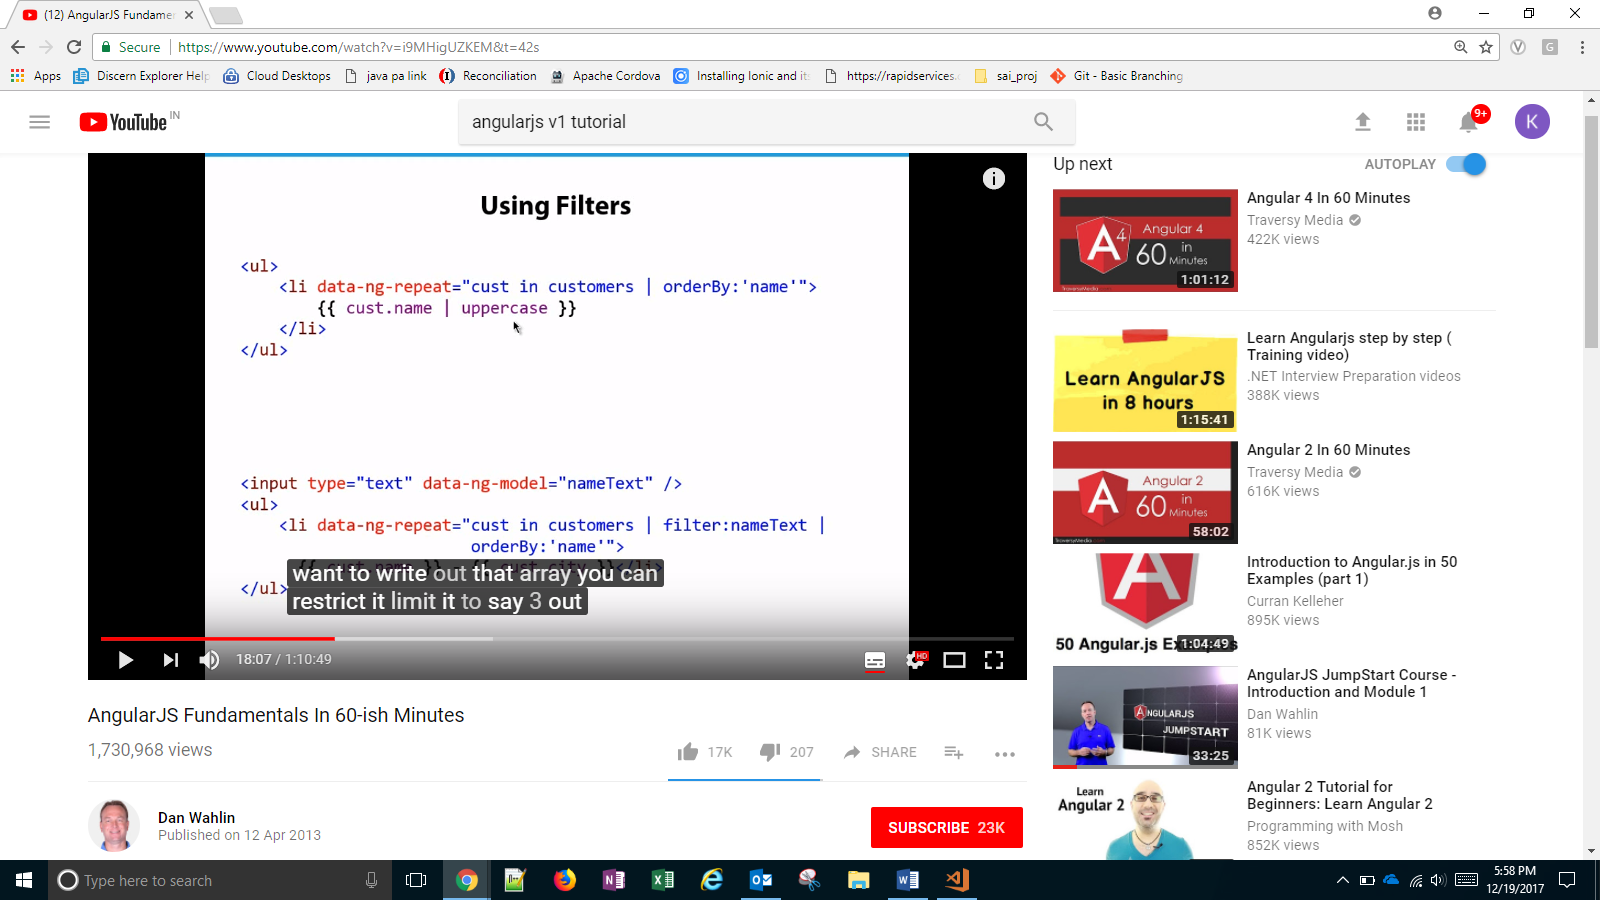 (12) AngularJS Fundamer
Secure https://www.youtube.com/watch?v=i9MHigUZKEM&t=42s
Apps Discern Explorer Help Cloud Desktops java pa link Reconciliation Apache Cordova Installing Ionic and it https://rapidservices. sai_proj Git - Basic Branching
YouTube IN
angularjs v1 tutorial
9+
K
Using Filters
<ul>
<li data-ng-repeat="cust in customers | orderBy:'name'">
{{ cust.name | uppercase }}
</li>
</ul>
<input type="text" data-ng-model="nameText" />
<ul>
<li data-ng-repeat="cust in customers | filter:nameText |
orderBy:'name'">
{{ cust.name }} - {{ cust.city }}</li>
</ul>
want to write out that array you can
restrict it limit it to say 3 out
18:07 / 1:10:49
HD
AngularJS Fundamentals In 60-ish Minutes
1,730,968 views
17K 207 SHARE
Dan Wahlin
Published on 12 Apr 2013
SUBSCRIBE 23K
Up next AUTOPLAY
A4 Angular 4
60 in Minutes
1:01:12
TraversyMedia
Angular 4 In 60 Minutes
Traversy Media
422K views
Learn AngularJS
in 8 hours
1:15:41
Learn Angularjs step by step (
Training video)
.NET Interview Preparation videos
388K views
A Angular 2
60 in Minutes
58:02
TraversyMedia
Angular 2 In 60 Minutes
Traversy Media
616K views
50 Angular.js Examples
1:04:49
Introduction to Angular.js in 50
Examples (part 1)
Curran Kelleher
895K views
ANGULARJS
JUMPSTART
33:25
AngularJS JumpStart Course -
Introduction and Module 1
Dan Wahlin
81K views
Learn
Angular 2
Angular 2 Tutorial for
Beginners: Learn Angular 2
Programming with Mosh
852K views
Type here to search
5:58 PM
12/19/2017